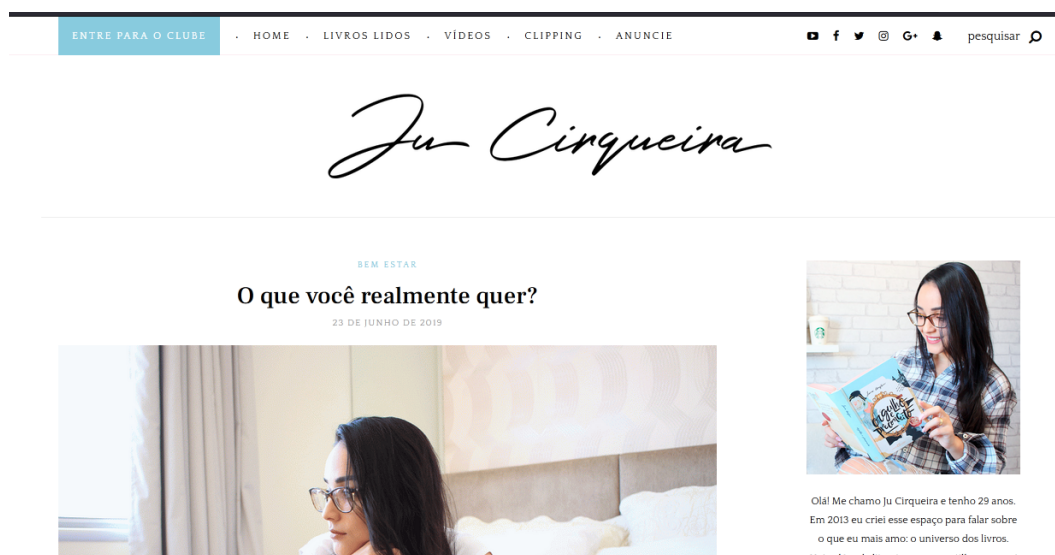 ENTRE PARA O CLUBE · HOME · LIVROS LIDOS · VÍDEOS · CLIPPING · ANUNCIE pesquisar
Ju Cirqueira
BEM ESTAR
O que você realmente quer?
23 DE JUNHO DE 2019
Olá! Me chamo Ju Cirqueira e tenho 29 anos.
Em 2013 eu criei esse espaço para falar sobre
o que eu mais amo: o universo dos livros.